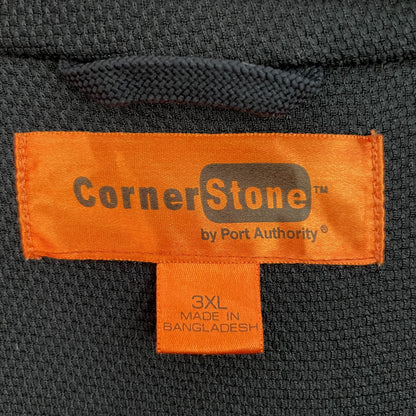 CornerStone™
by Port Authority®
3XL
MADE IN
BANGLADESH